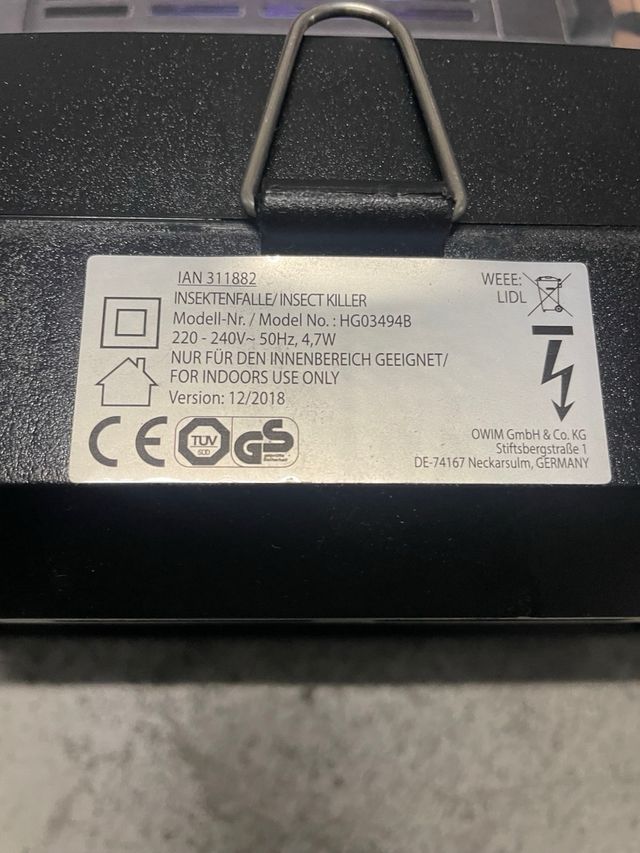 IAN 311882
INSEKTENFALLE/ INSECT KILLER
Modell-Nr. / Model No. : HG03494B
220 - 240V~ 50Hz, 4,7W
NUR FÜR DEN INNENBEREICH GEEIGNET/
FOR INDOORS USE ONLY
Version: 12/2018
CE
TÜV
SÜD
GS
geprüfte
Sicherheit
WEEE:
LIDL
OWIM GmbH & Co. KG
Stiftsbergstraße 1
DE-74167 Neckarsulm, GERMANY